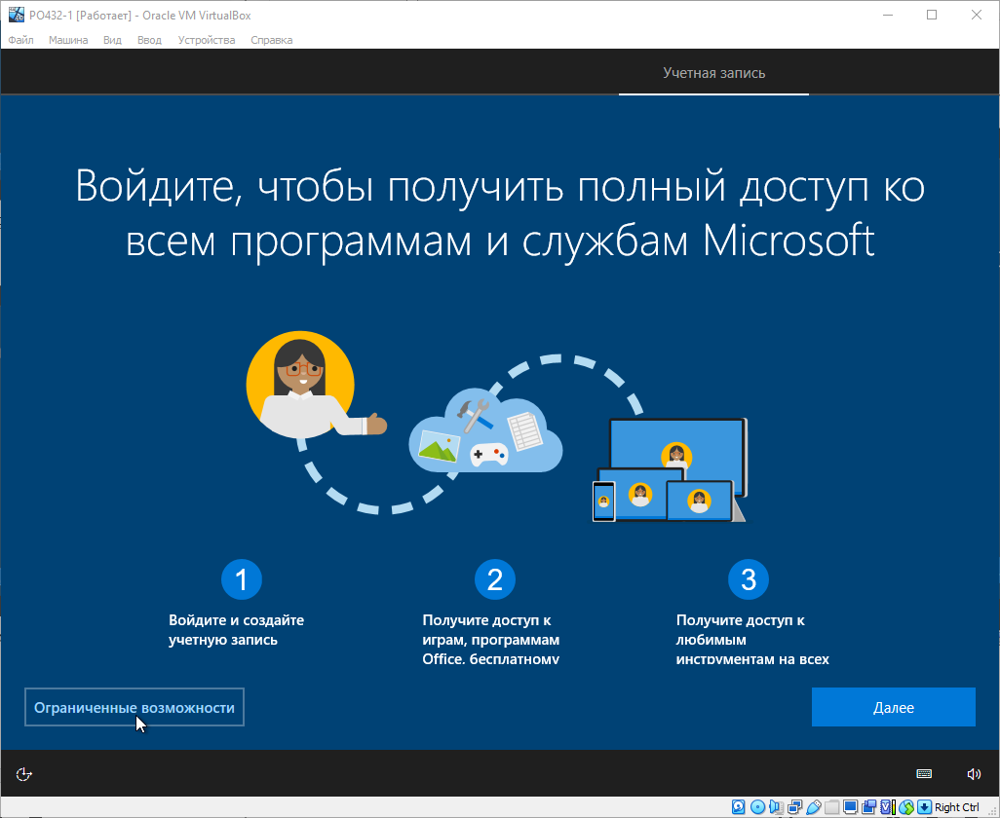 PO432-1 [Работает] - Oracle VM VirtualBox
Файл Машина Вид Ввод Устройства Справка
Учетная запись
Войдите, чтобы получить полный доступ ко
всем программам и службам Microsoft
1
Войдите и создайте
учетную запись
2
Получите доступ к
играм, программам
Office, бесплатному
3
Получите доступ к
любимым
инструментам на всех
Ограниченные возможности
Далее
Right Ctrl